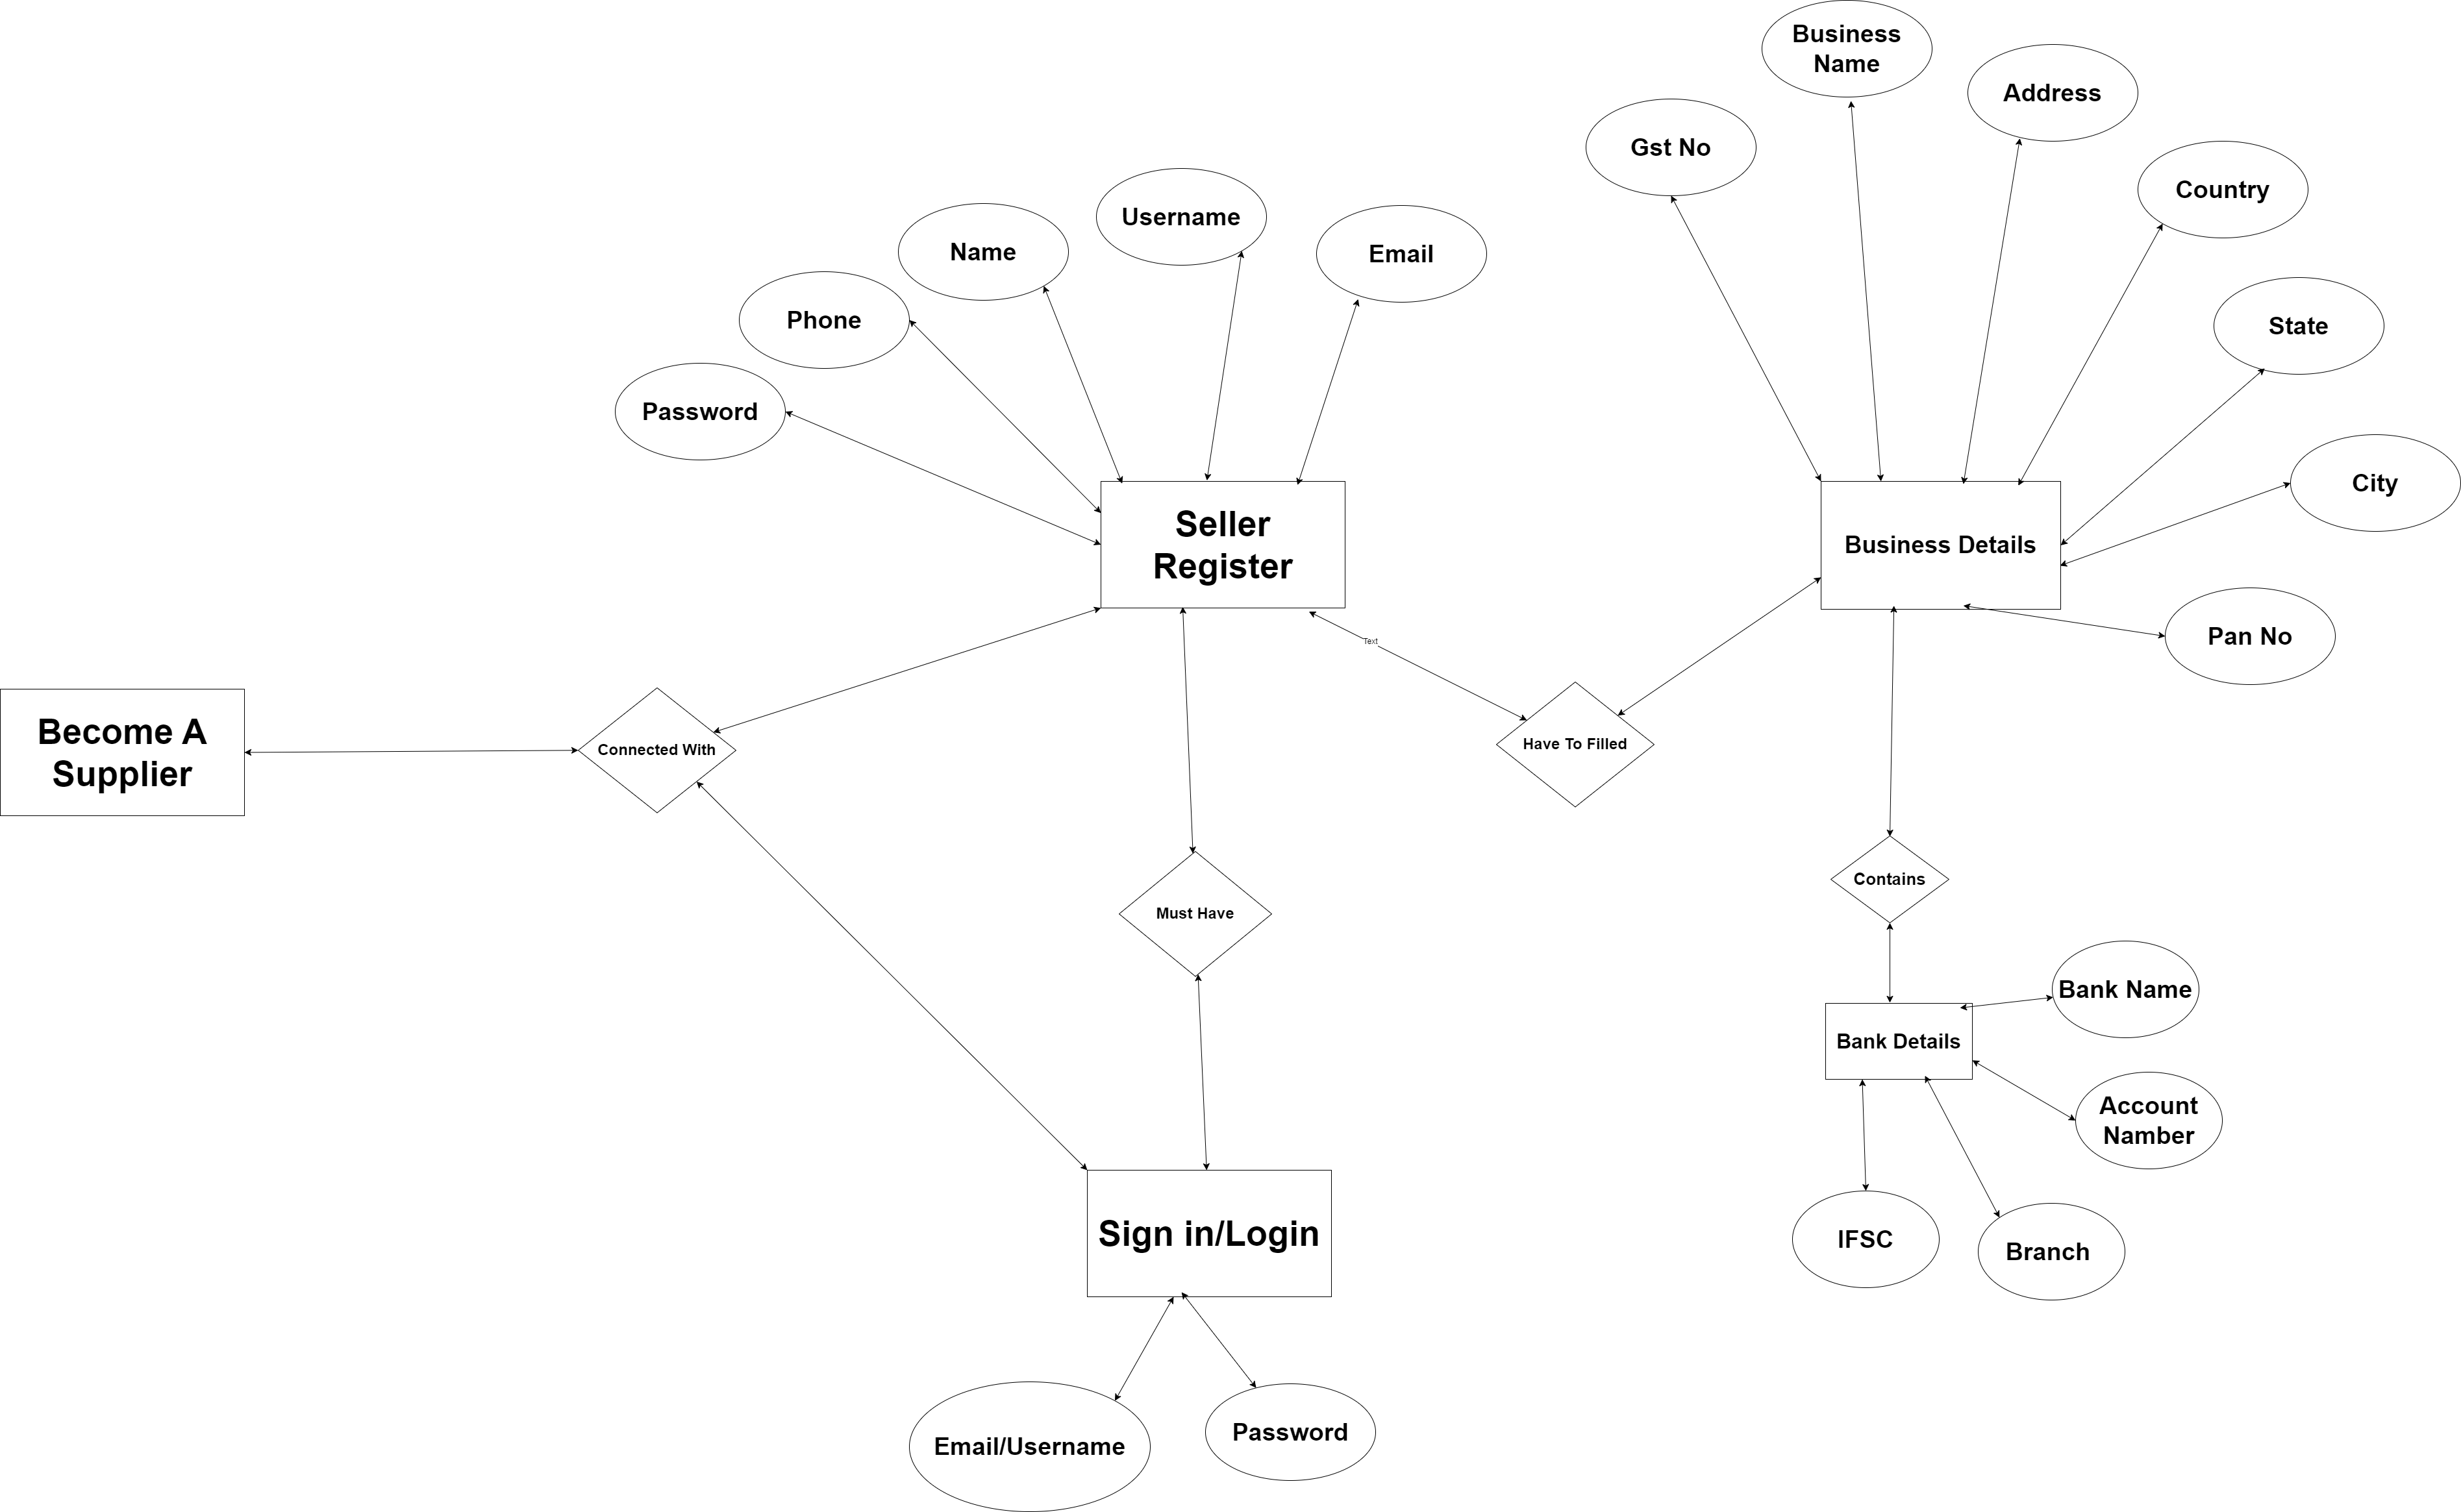 Business
Name
Address
Gst No
Country
Username
Name
Email
Phone
State
Password
City
Seller
Register
Business Details
Pan No
Text
Become A
Supplier
Connected With
Have To Filled
Contains
Must Have
Bank Name
Bank Details
Account
Namber
Sign in/Login
IFSC
Branch
Email/Username
Password